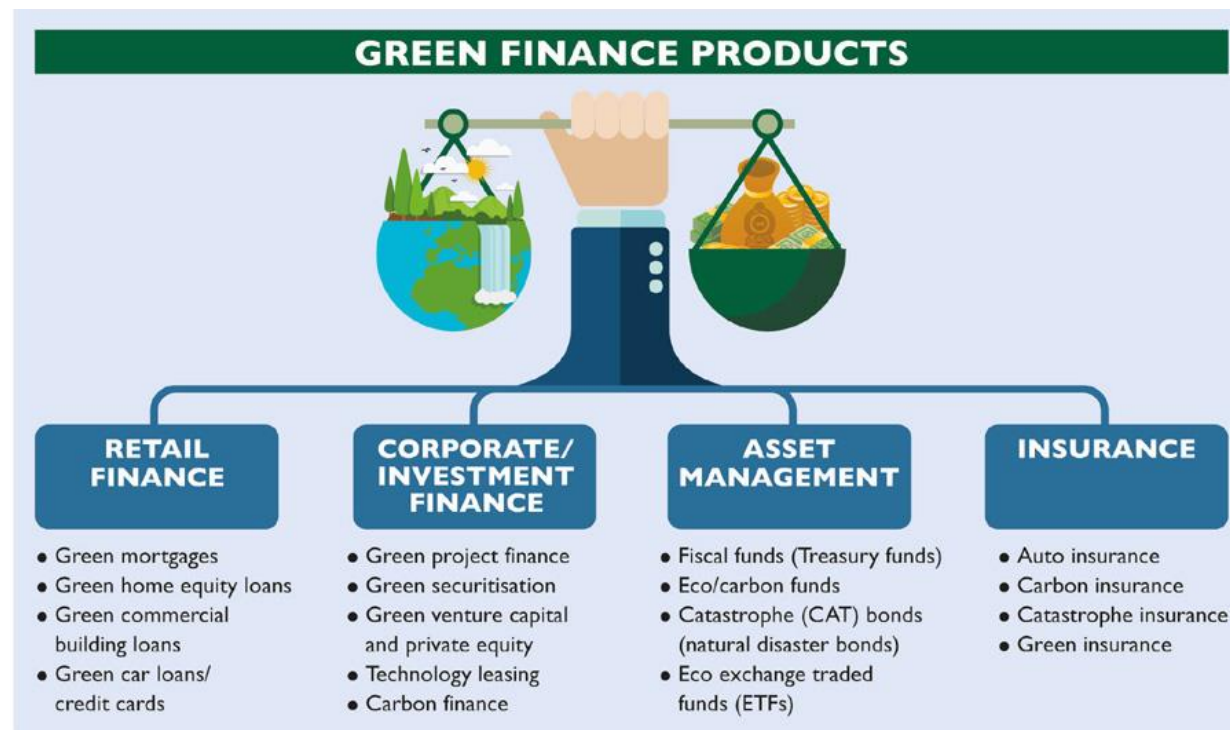 GREEN FINANCE PRODUCTS
RETAIL
FINANCE
• Green mortgages
• Green home equity loans
• Green commercial
building loans
• Green car loans/
credit cards
CORPORATE/
INVESTMENT
FINANCE
• Green project finance
• Green securitisation
• Green venture capital
and private equity
• Technology leasing
• Carbon finance
ASSET
MANAGEMENT
• Fiscal funds (Treasury funds)
• Eco/carbon funds
• Catastrophe (CAT) bonds
(natural disaster bonds)
• Eco exchange traded
funds (ETFs)
INSURANCE
• Auto insurance
• Carbon insurance
• Catastrophe insurance
• Green insurance